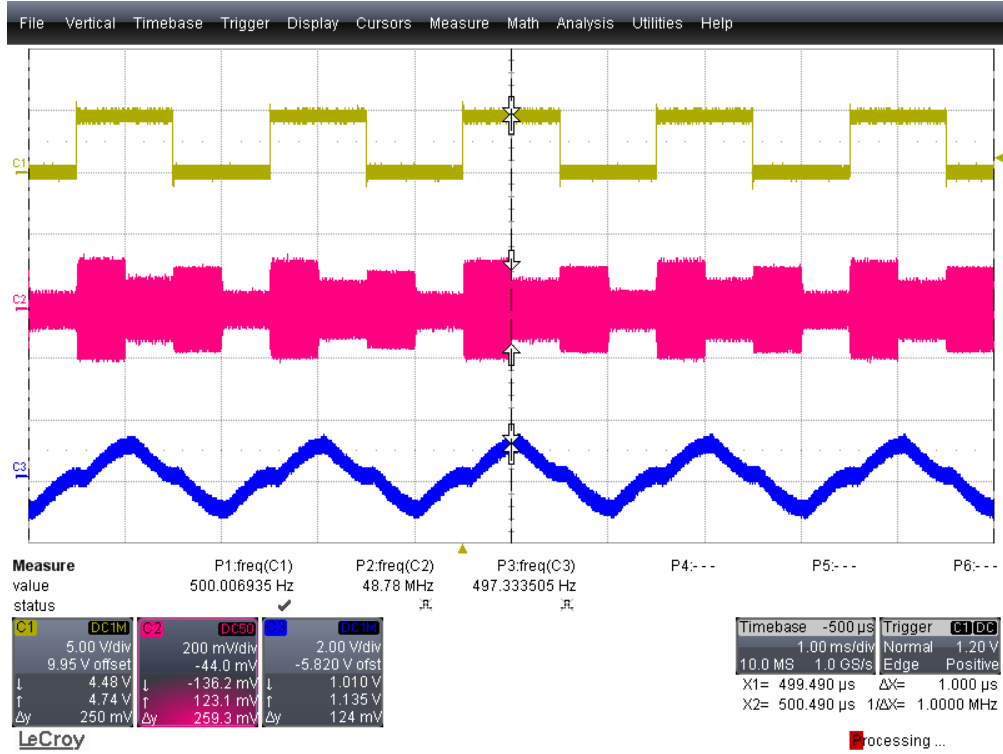 File Vertical Timebase Trigger Display Cursors Measure Math Analysis Utilities Help
C1
C2
C3
Measure P1:freq(C1) P2:freq(C2) P3:freq(C3) P4:--- P5:--- P6:---
value 500.006935 Hz 48.78 MHz 497.333505 Hz
status
C1 DC1M C2 DC50 C3 DC1M Timebase -500 µs Trigger C1 DC
5.00 V/div 200 mV/div 2.00 V/div 1.00 ms/div Normal 1.20 V
9.95 V offset -44.0 mV -5.820 V ofst 10.0 MS 1.0 GS/s Edge Positive
↓ 4.48 V ↓ -136.2 mV ↓ 1.010 V X1= 499.490 µs ΔX= 1.000 µs
↑ 4.74 V ↑ 123.1 mV ↑ 1.135 V X2= 500.490 µs 1/ΔX= 1.0000 MHz
Δy 250 mV Δy 259.3 mV Δy 124 mV
LeCroy Processing ...